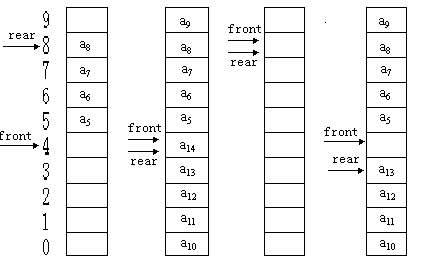 9 a9 a9
rear 8 a8 a8 front rear a8
7 a7 a7 a7
6 a6 a6 a6
5 a5 a5 a5
front 4 front rear a14 front
3 a13 rear a13
2 a12 a12
1 a11 a11
0 a10 a10